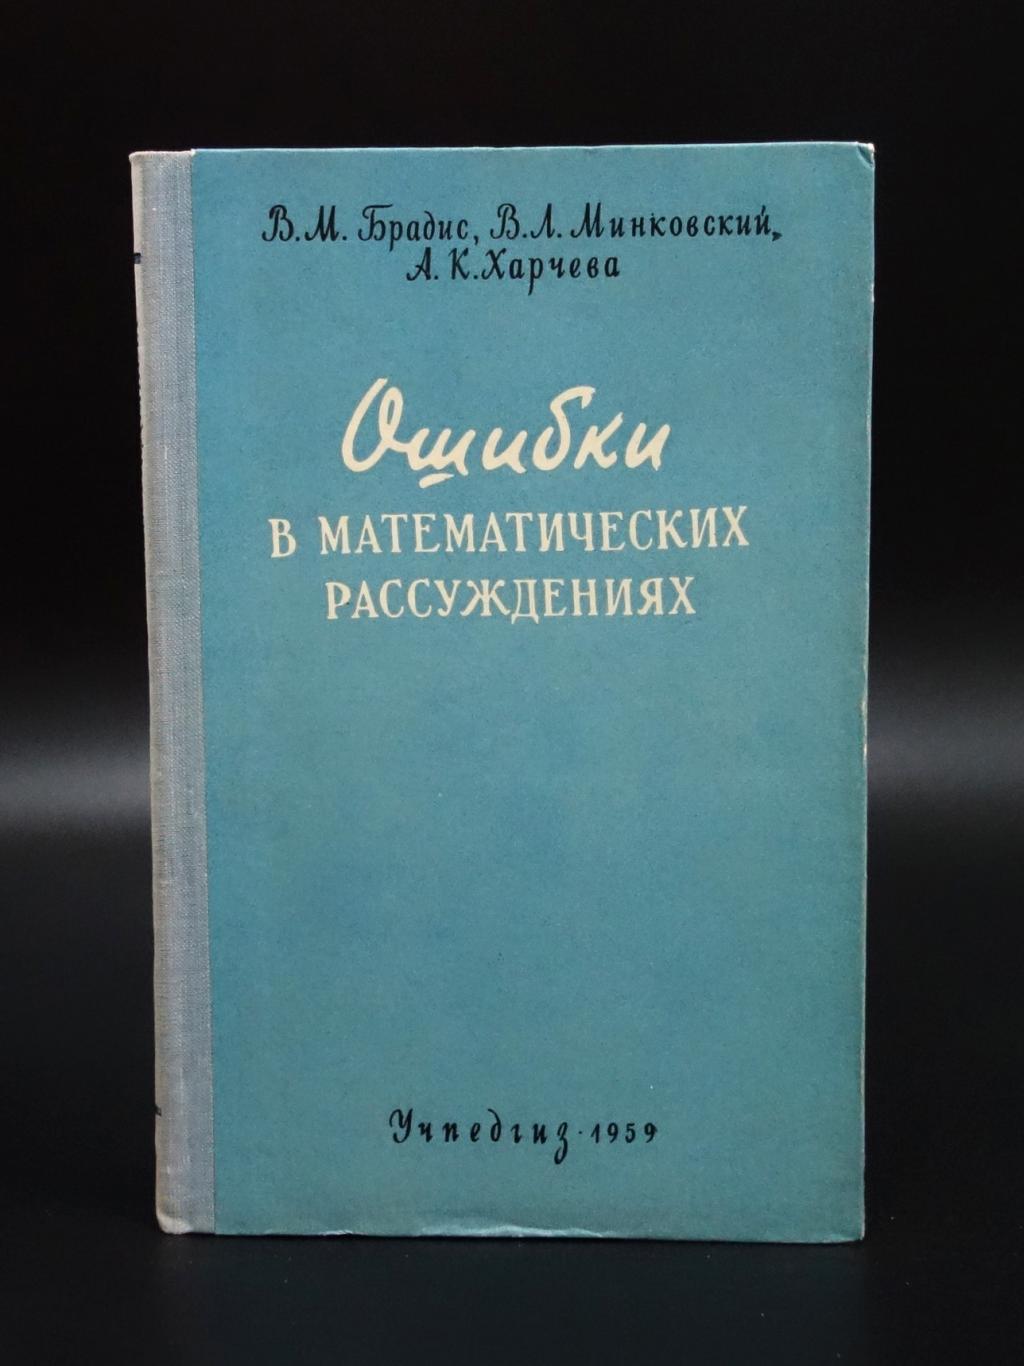 В. М. Брадис, В. Л. Минковский,
А. К. Харчева
Ошибки
В МАТЕМАТИЧЕСКИХ
РАССУЖДЕНИЯХ
Учпедгиз · 1959